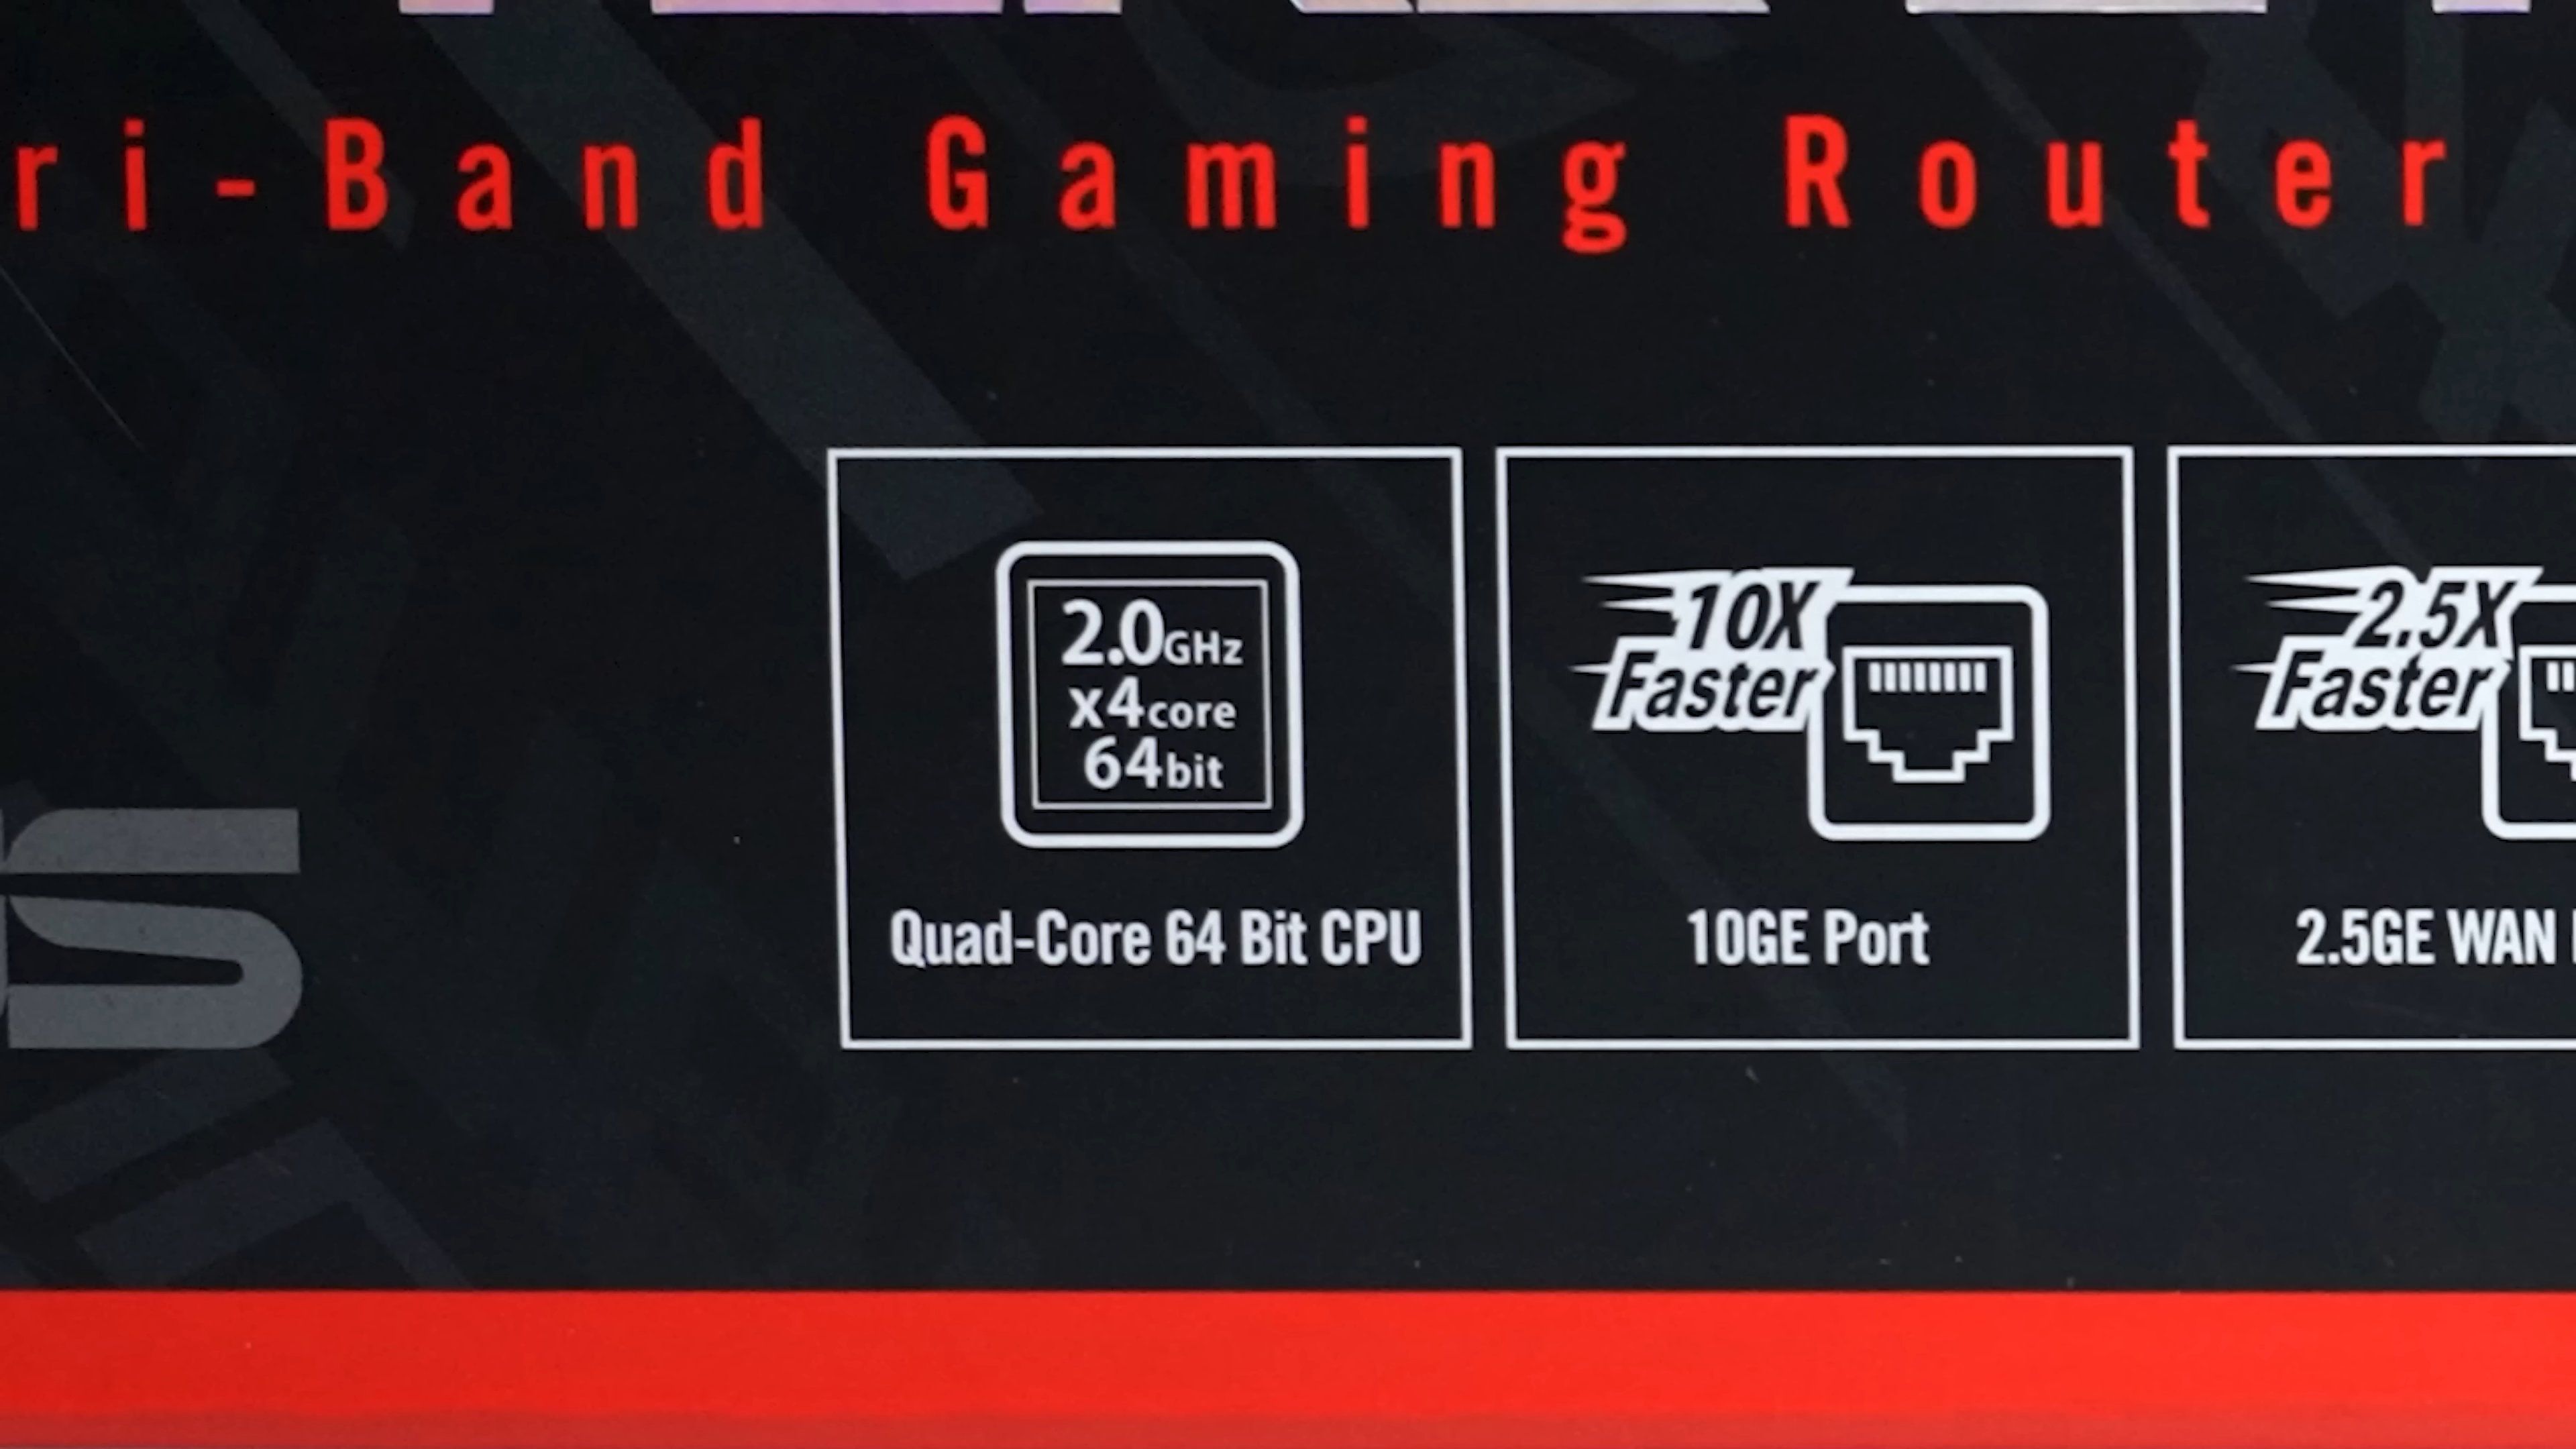 ri-Band Gaming Router
2.0GHz
x4core
64bit
Quad-Core 64 Bit CPU
10X
Faster
10GE Port
2.5X
Faster
2.5GE WAN